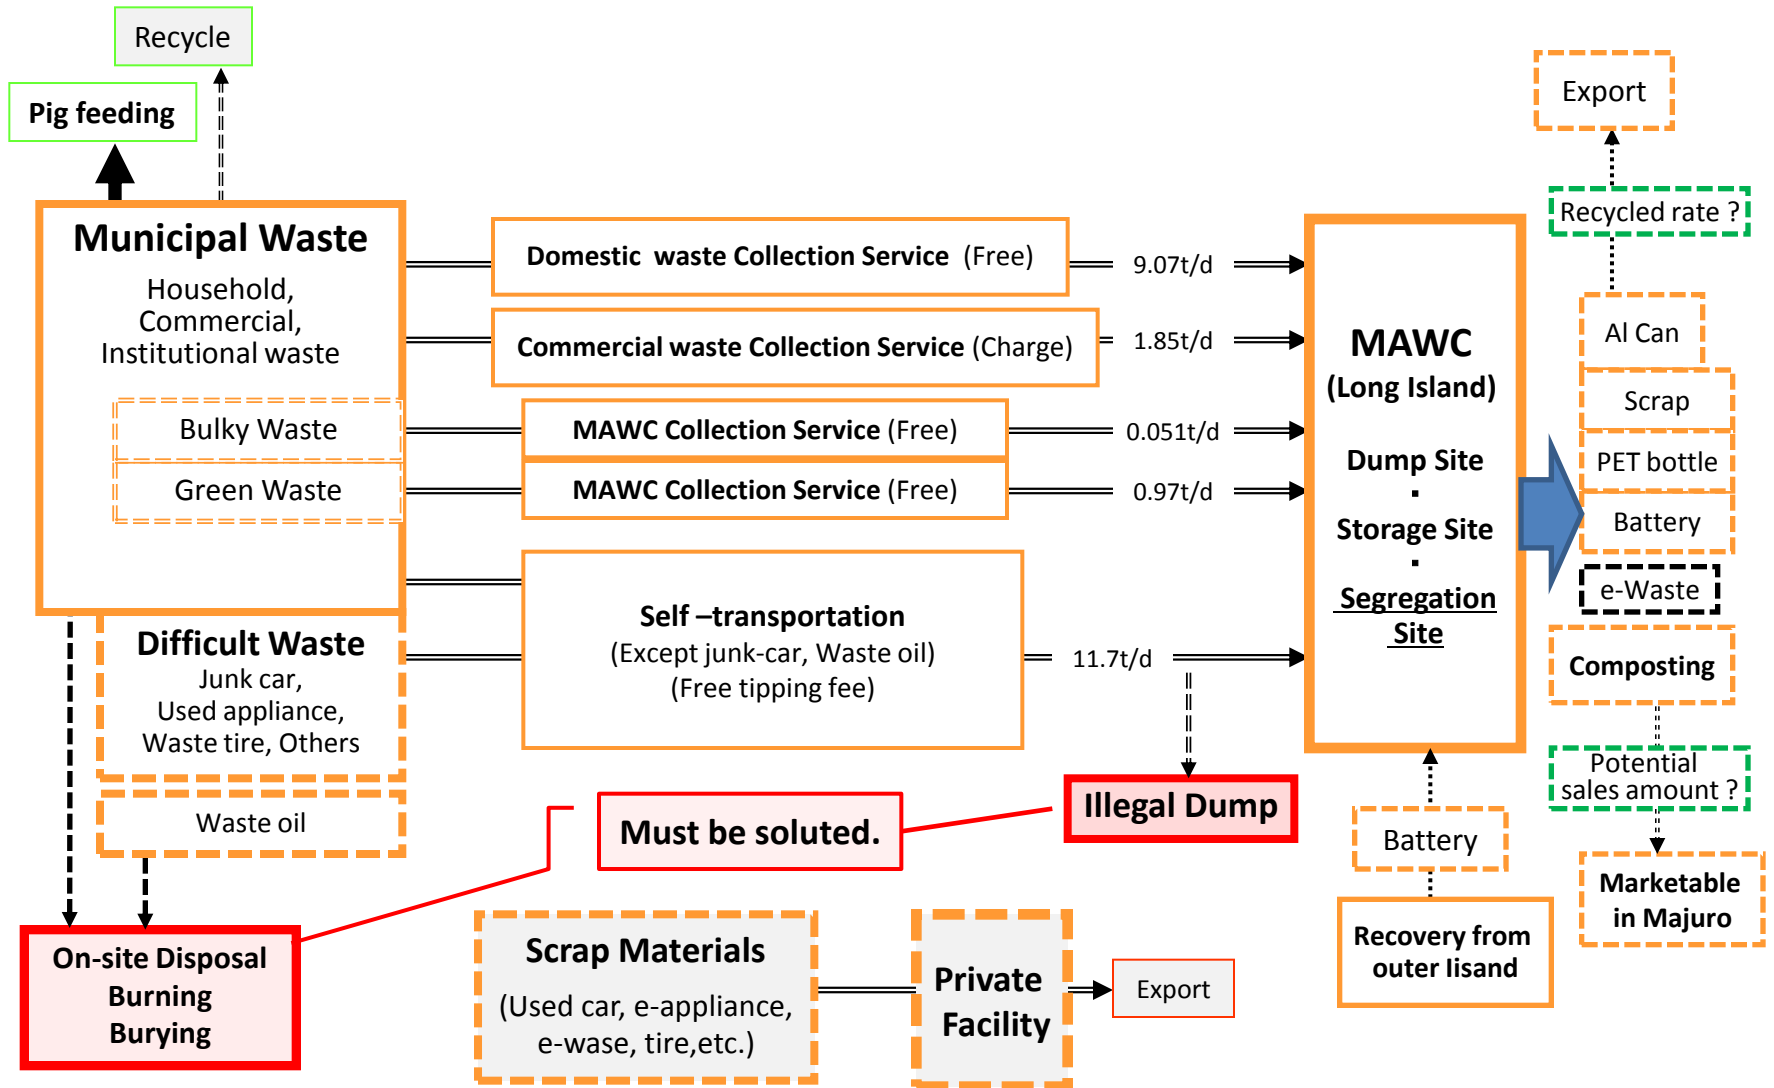 Recycle
Pig feeding
Municipal Waste
Household,
Commercial,
Institutional waste
Bulky Waste
Green Waste
Difficult Waste
Junk car,
Used appliance,
Waste tire, Others
Waste oil
On-site Disposal
Burning
Burying
Domestic waste Collection Service (Free)
9.07t/d
Commercial waste Collection Service (Charge)
1.85t/d
MAWC Collection Service (Free)
0.051t/d
MAWC Collection Service (Free)
0.97t/d
Self –transportation
(Except junk-car, Waste oil)
(Free tipping fee)
11.7t/d
Must be soluted.
Illegal Dump
Scrap Materials
(Used car, e-appliance,
e-wase, tire,etc.)
Private
Facility
Export
MAWC
(Long Island)
Dump Site
・
Storage Site
・
Segregation
Site
Battery
Recovery from
outer Iisand
Export
Recycled rate ?
Al Can
Scrap
PET bottle
Battery
e-Waste
Composting
Potential
sales amount ?
Marketable
in Majuro